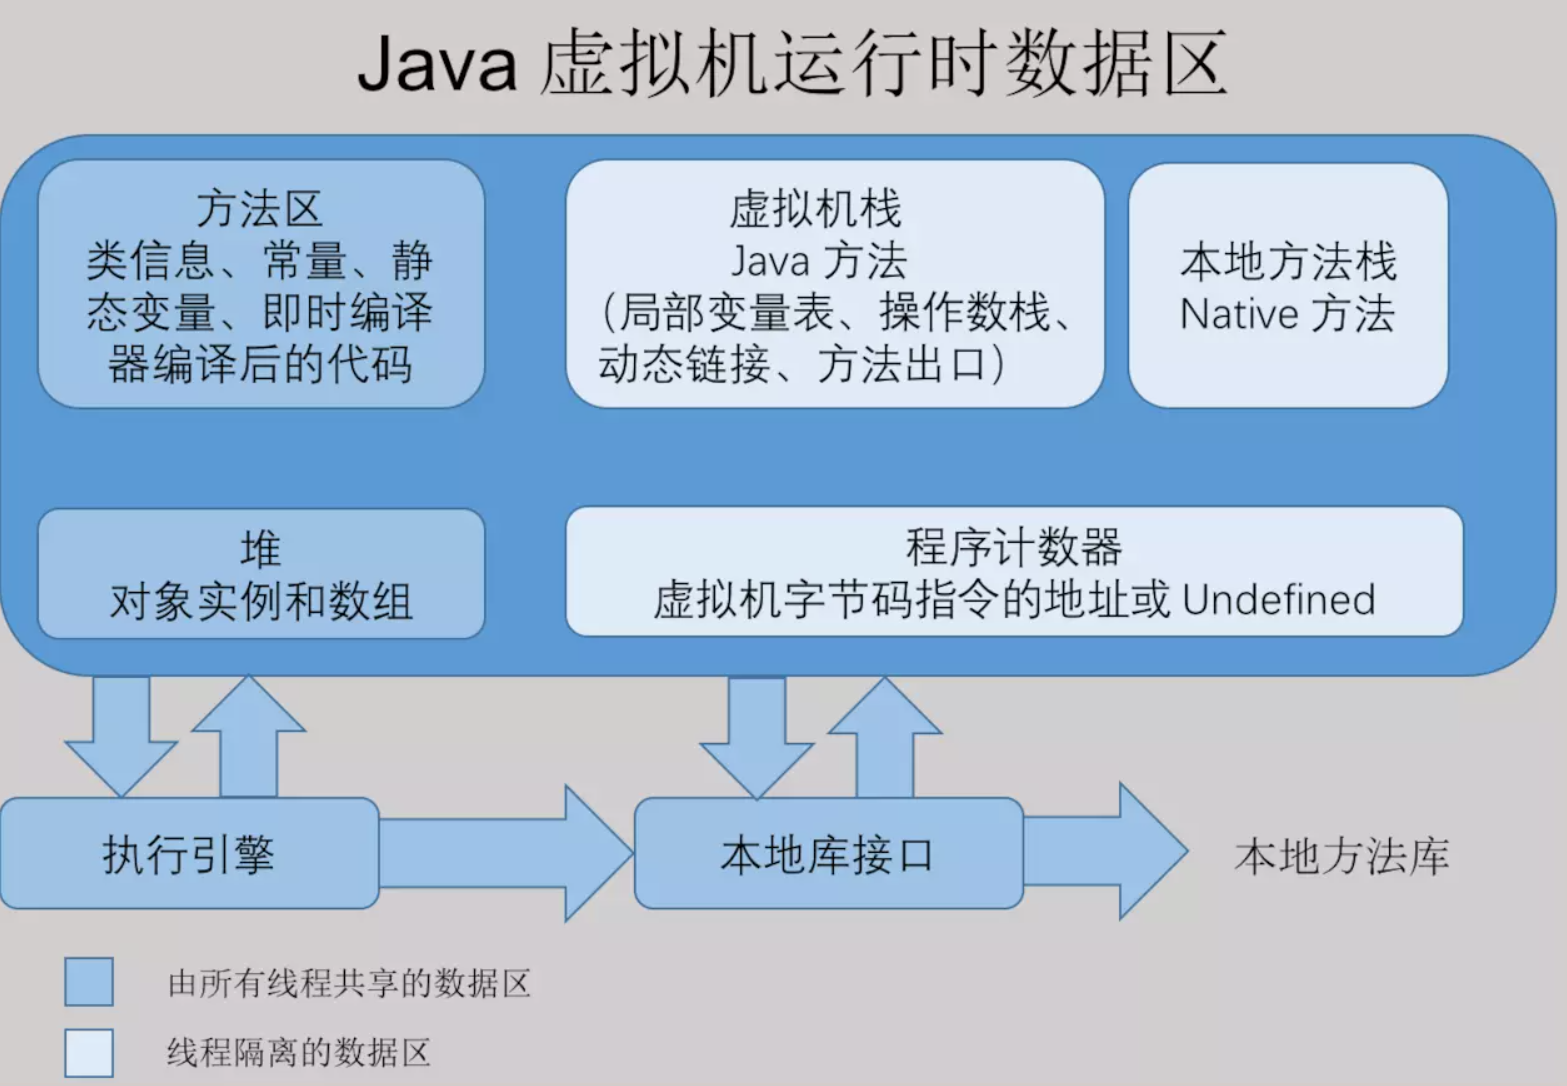 Java 虚拟机运行时数据区
方法区
类信息、常量、静
态变量、即时编译
器编译后的代码
虚拟机栈
Java 方法
（局部变量表、操作数栈、
动态链接、方法出口）
本地方法栈
Native 方法
堆
对象实例和数组
程序计数器
虚拟机字节码指令的地址或 Undefined
执行引擎
本地库接口
本地方法库
由所有线程共享的数据区
线程隔离的数据区